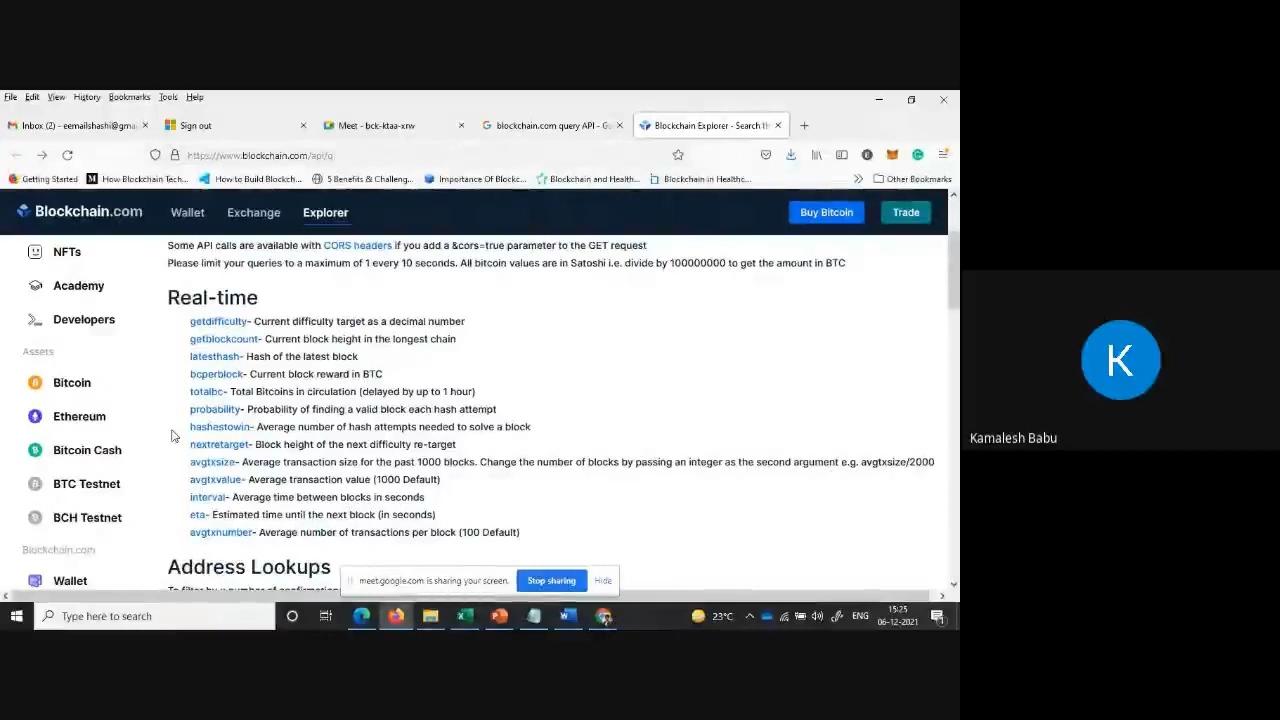 File Edit View History Bookmarks Tools Help
Inbox (2) - eemailshashi@gma
Sign out
Meet - bck-ktaa-xrw
blockchain.com query API - Go
Blockchain Explorer - Search th
https://www.blockchain.com/api/q
Getting Started
How Blockchain Tech...
How to Build Blockch...
5 Benefits & Challeng...
Importance Of Blockc...
Blockchain and Health...
Blockchain in Healthc...
Other Bookmarks
Blockchain.com Wallet Exchange Explorer Buy Bitcoin Trade
NFTs
Academy
Developers
Assets
Bitcoin
Ethereum
Bitcoin Cash
BTC Testnet
BCH Testnet
Blockchain.com
Wallet
Some API calls are available with CORS headers if you add a &cors=true parameter to the GET request
Please limit your queries to a maximum of 1 every 10 seconds. All bitcoin values are in Satoshi i.e. divide by 100000000 to get the amount in BTC
Real-time
getdifficulty- Current difficulty target as a decimal number
getblockcount- Current block height in the longest chain
latesthash- Hash of the latest block
bcperblock- Current block reward in BTC
totalbc- Total Bitcoins in circulation (delayed by up to 1 hour)
probability- Probability of finding a valid block each hash attempt
hashestowin- Average number of hash attempts needed to solve a block
nextretarget- Block height of the next difficulty re-target
avgtxsize- Average transaction size for the past 1000 blocks. Change the number of blocks by passing an integer as the second argument e.g. avgtxsize/2000
avgtxvalue- Average transaction value (1000 Default)
interval- Average time between blocks in seconds
eta- Estimated time until the next block (in seconds)
avgtxnumber- Average number of transactions per block (100 Default)
Address Lookups
meet.google.com is sharing your screen. Stop sharing Hide
Type here to search
23°C
ENG
15:25
06-12-2021
K
Kamalesh Babu